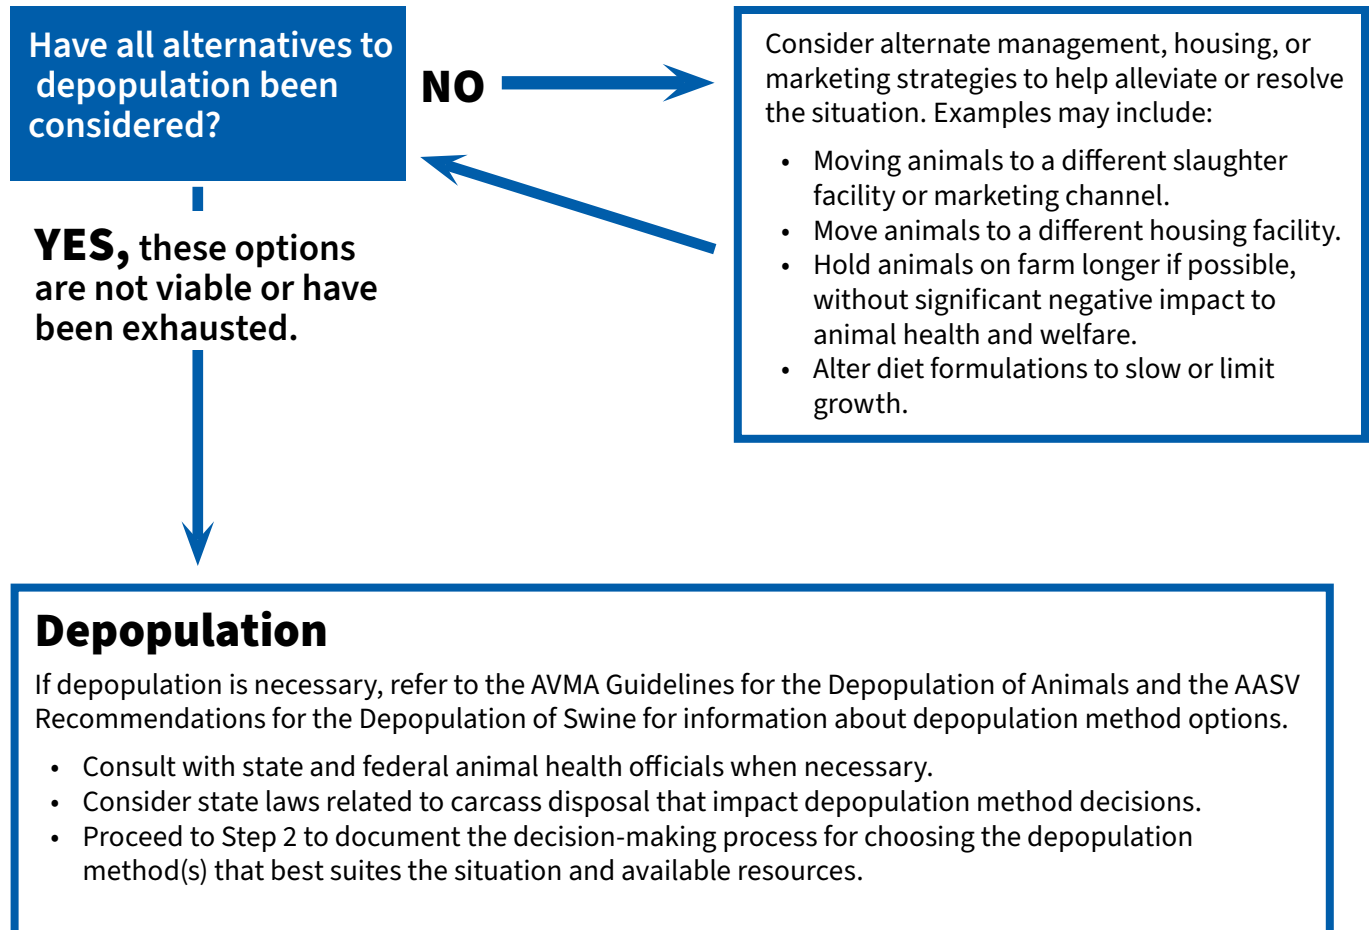 Have all alternatives to
depopulation been
considered?
NO
Consider alternate management, housing, or
marketing strategies to help alleviate or resolve
the situation. Examples may include:
• Moving animals to a different slaughter
facility or marketing channel.
• Move animals to a different housing facility.
• Hold animals on farm longer if possible,
without significant negative impact to
animal health and welfare.
• Alter diet formulations to slow or limit
growth.
YES, these options
are not viable or have
been exhausted.
Depopulation
If depopulation is necessary, refer to the AVMA Guidelines for the Depopulation of Animals and the AASV
Recommendations for the Depopulation of Swine for information about depopulation method options.
• Consult with state and federal animal health officials when necessary.
• Consider state laws related to carcass disposal that impact depopulation method decisions.
• Proceed to Step 2 to document the decision-making process for choosing the depopulation
method(s) that best suites the situation and available resources.